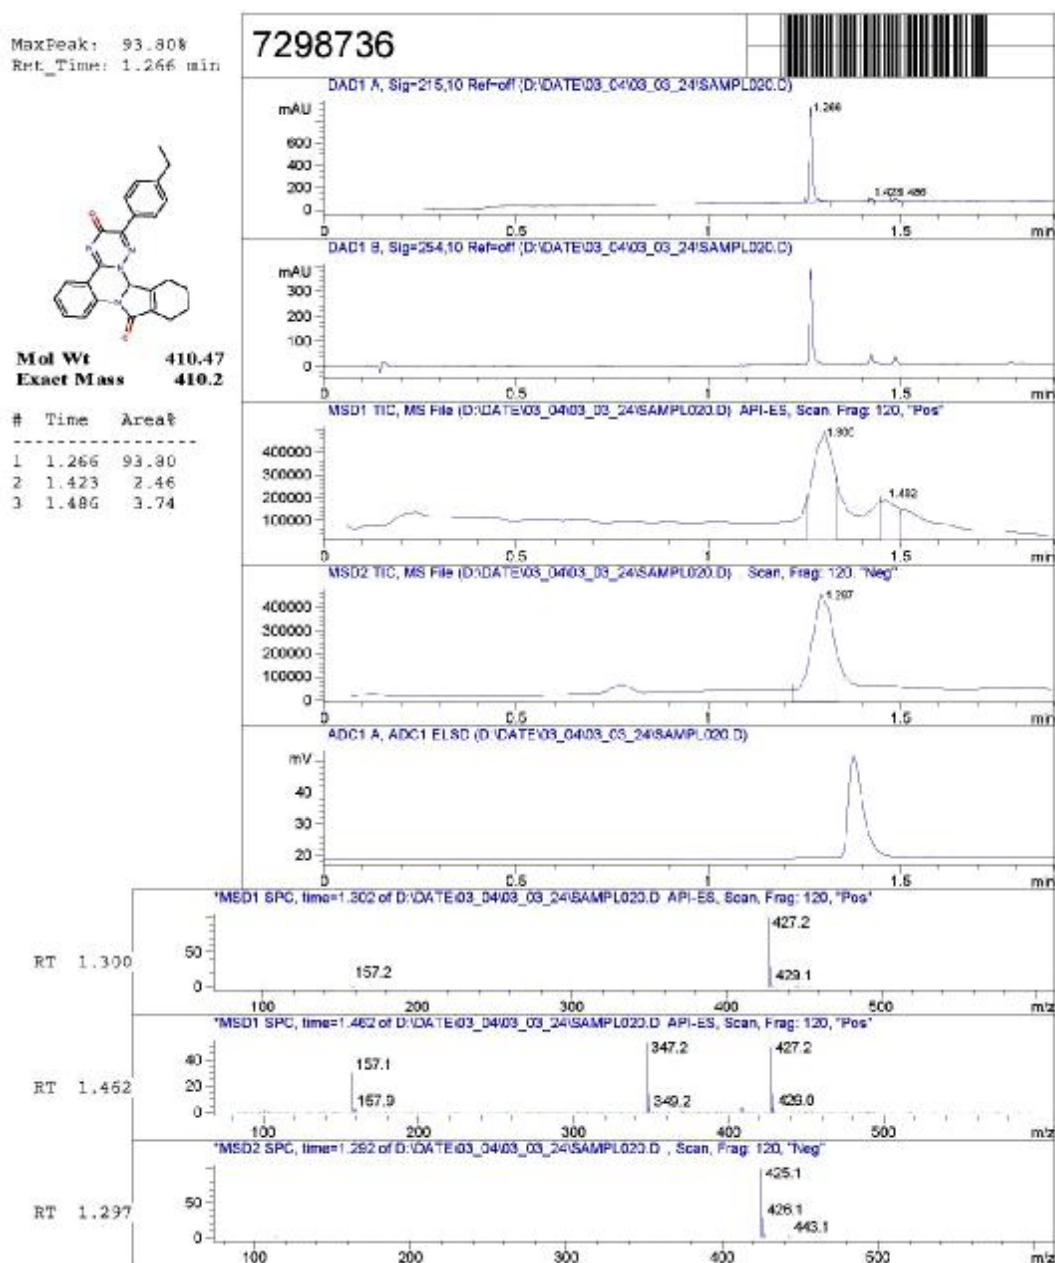 MaxPeak: 93.80%
Ret_Time: 1.266 min
7298736
DAD1 A, Sig=215,10 Ref=off (D:\DATE\03_04\03_03_24\SAMPL020.D)
mAU
1.266
600
400
200
0
0
0.5
1
1.5
min
DAD1 B, Sig=254,10 Ref=off (D:\DATE\03_04\03_03_24\SAMPL020.D)
mAU
300
200
100
0
0.5
1
1.5
min
Mol Wt 410.47
Exact Mass 410.2
# Time Area%
1 1.266 93.80
2 1.423 2.46
3 1.486 3.74
MSD1 TIC, MS File (D:\DATE\03_04\03_03_24\SAMPL020.D) API-ES, Scan, Frag: 120, "Pos"
1.300
400000
300000
200000
100000
1.462
0
0.5
1
1.5
min
MSD2 TIC, MS File (D:\DATE\03_04\03_03_24\SAMPL020.D) , Scan, Frag: 120, "Neg"
1.297
400000
300000
200000
100000
0
0
0.5
1
1.5
min
ADC1 A, ADC1 ELSD (D:\DATE\03_04\03_03_24\SAMPL020.D)
mV
40
30
20
0
0.5
1
1.5
min
*MSD1 SPC, time=1.302 of D:\DATE\03_04\03_03_24\SAMPL020.D API-ES, Scan, Frag: 120, "Pos"
RT 1.300
50
0
157.2
427.2
429.1
100 200 300 400 500 m/z
*MSD1 SPC, time=1.462 of D:\DATE\03_04\03_03_24\SAMPL020.D API-ES, Scan, Frag: 120, "Pos"
RT 1.462
40
20
0
157.1
347.2
427.2
349.2
100 200 300 400 500 m/z
*MSD2 SPC, time=1.292 of D:\DATE\03_04\03_03_24\SAMPL020.D , Scan, Frag: 120, "Neg"
RT 1.297
50
0
425.1
426.1
443.1
100 200 300 400 500 m/z